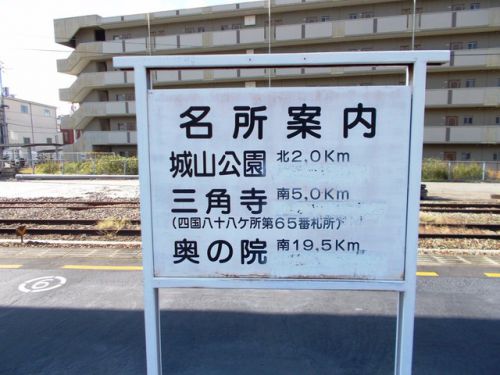 名所案内
城山公園 北2.0Km
三角寺 南5.0Km
(四国八十八ケ所第65番札所)
奥の院 南19.5Km